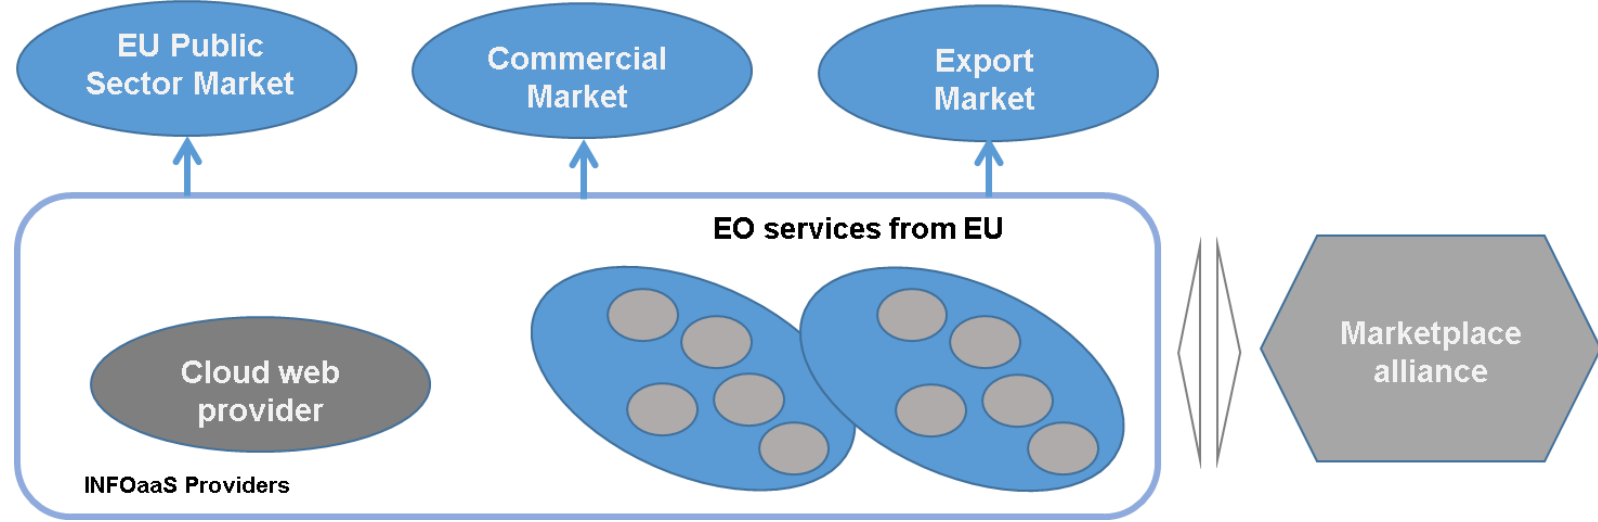 EU Public
Sector Market
Commercial
Market
Export
Market
EO services from EU
Cloud web
provider
INFOaaS Providers
Marketplace
alliance